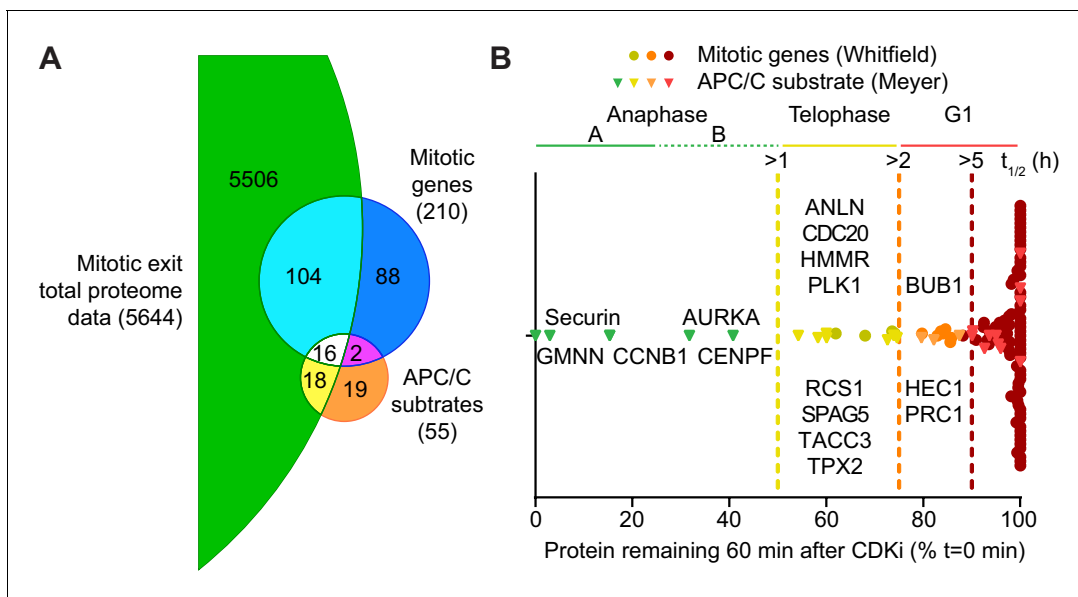 A
5506
Mitotic
genes
(210)
104
88
Mitotic exit
total proteome
data (5644)
16
2
18
19
APC/C
subtrates
(55)
B
Mitotic genes (Whitfield)
APC/C substrate (Meyer)
Anaphase
Telophase
G1
A
B
>1
>2
>5
t1/2 (h)
ANLN
CDC20
HMMR
PLK1
BUB1
Securin
AURKA
GMNN
CCNB1
CENPF
RCS1
SPAG5
TACC3
TPX2
HEC1
PRC1
0
20
40
60
80
100
Protein remaining 60 min after CDKi (% t=0 min)